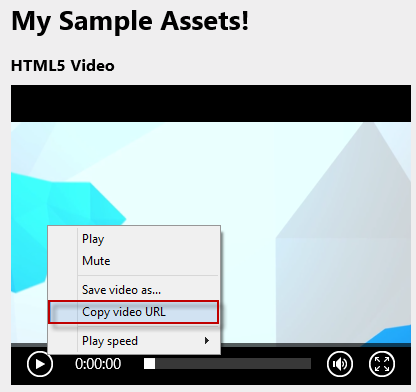 My Sample Assets!
HTML5 Video
Play
Mute
Save video as...
Copy video URL
Play speed
0:00:00